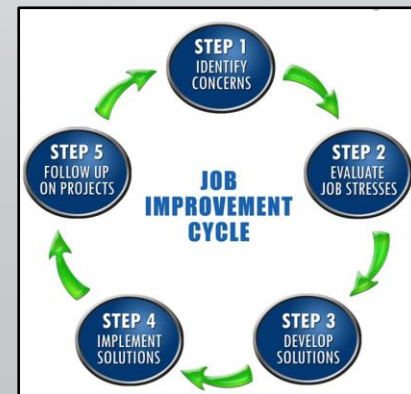 STEP 1
IDENTIFY
CONCERNS
STEP 2
EVALUATE
JOB STRESSES
STEP 3
DEVELOP
SOLUTIONS
STEP 4
IMPLEMENT
SOLUTIONS
STEP 5
FOLLOW UP
ON PROJECTS
JOB
IMPROVEMENT
CYCLE